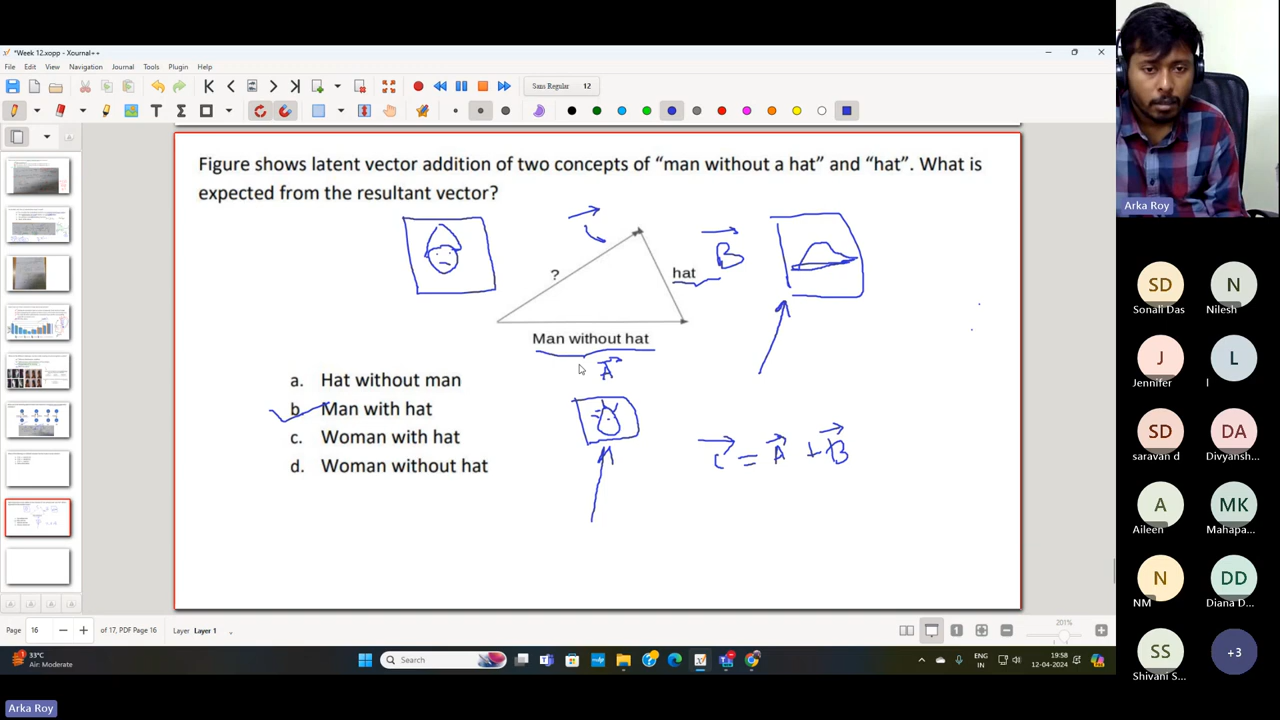 *Week 12.xopp - Xournal++
File Edit View Navigation Journal Tools Plugin Help
Sans Regular 12
Figure shows latent vector addition of two concepts of “man without a hat” and “hat”. What is
expected from the resultant vector?
C
B
?
hat
Man without hat
A
a. Hat without man
b. Man with hat
c. Woman with hat
d. Woman without hat
C = A + B
Page 16 of 17, PDF Page 16 Layer Layer 1
201%
33°C
Air: Moderate
Search
ENG
IN
19:58
12-04-2024
Arka Roy
Arka Roy
SD N
Sonali Das Nilesh
J L
Jennifer l
SD DA
saravan d Divyansh...
A MK
Aileen Mahapa...
N DD
NM Diana D...
SS +3
Shivani S...